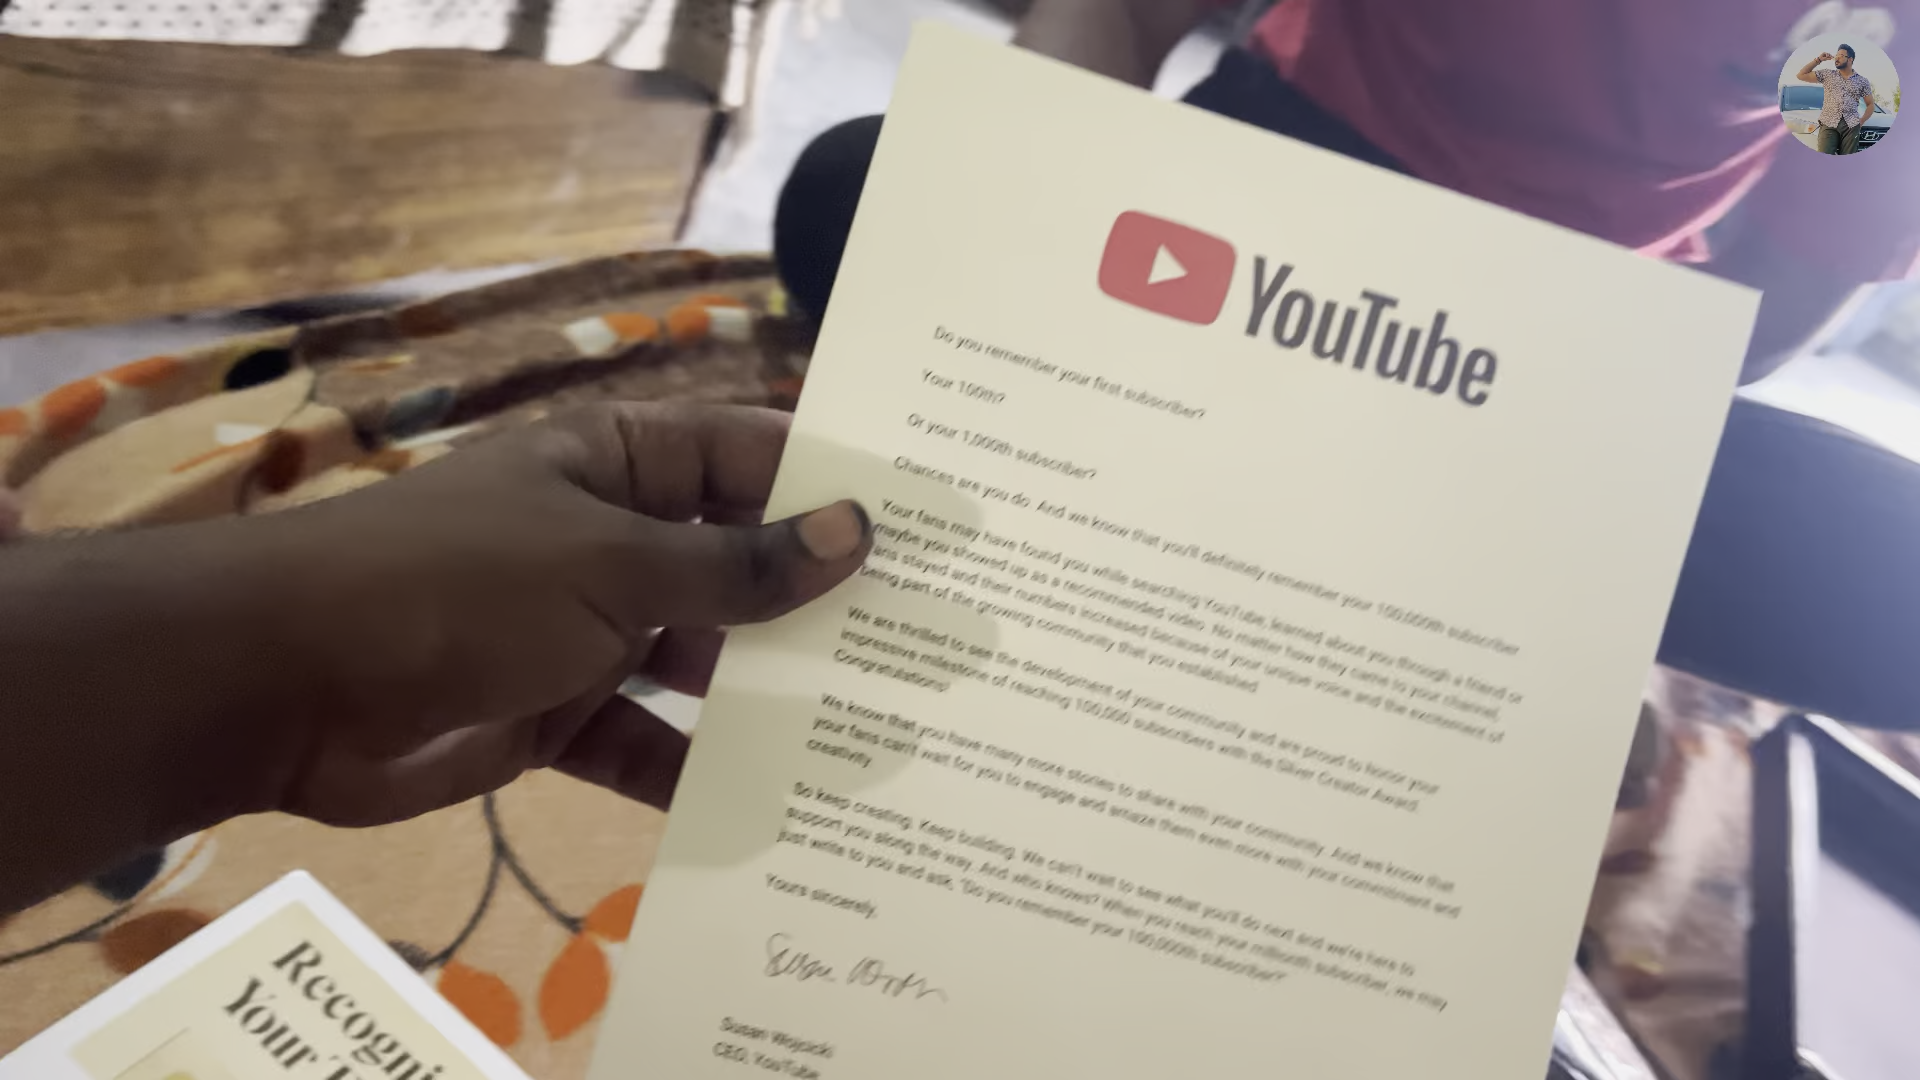 YouTube
Do you remember your first subscriber?
Your 100th?
Or your 1,000th subscriber?
Chances are you do. And we know that you'll definitely remember your 100,000th subscriber
Your fans may have found you while searching YouTube, learned about you through a friend or
maybe you showed up as a recommended video. No matter how they came to your channel,
fans stayed and their numbers increased because of your unique voice and the excitement of
being part of the growing community that you established.
We are thrilled to see the development of your community and are proud to honor your
impressive milestone of reaching 100,000 subscribers with the Silver Creator Award.
Congratulations!
We know that you have many more stories to share with your community. And we know that
your fans can't wait for you to engage and amaze them even more with your commitment and
creativity.
So keep creating. Keep building. We can't wait to see what you'll do next and we're here to
support you along the way. And who knows? When you reach your millionth subscriber, we may
just write to you and ask, "Do you remember your 100,000th subscriber?"
Yours sincerely,
Susan Wojcicki
CEO, YouTube
Recogni
Your